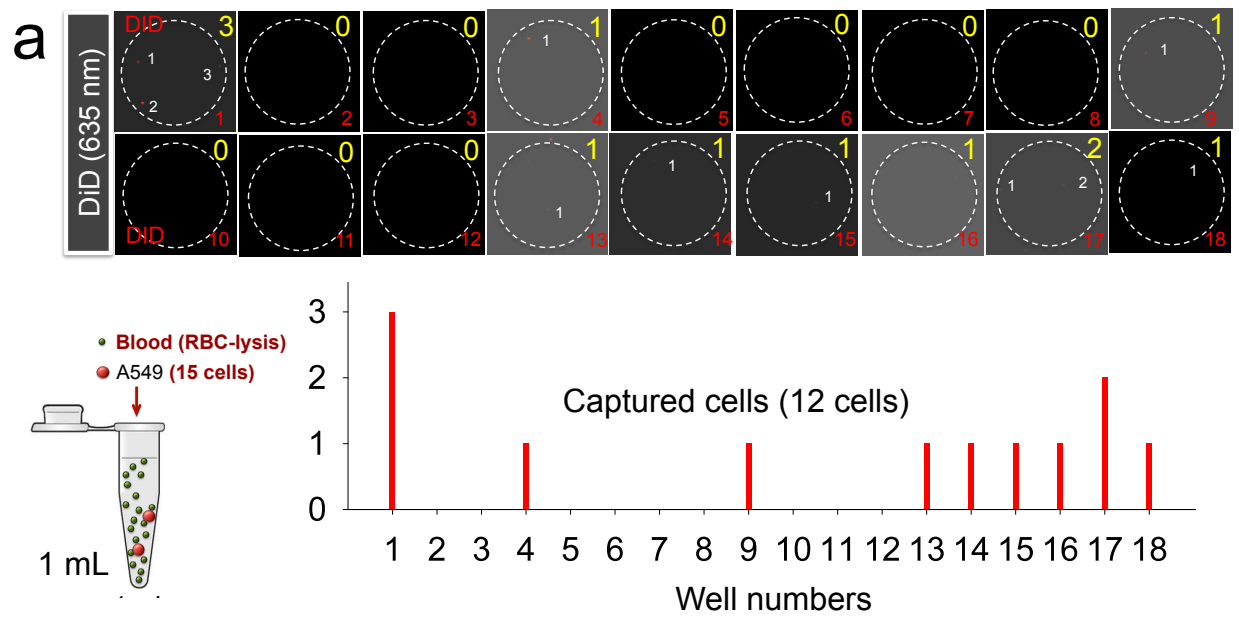 a
DiD (635 nm)
DID 3 0 0 1 0 0 0 0 1
1 3 1 1
2
1 2 3 4 5 6 7 8 9
0 0 0 1 1 1 1 2 1
1 1 1 1 2 1
DID 10 11 12 13 14 15 16 17 18
Blood (RBC-lysis)
A549 (15 cells)
1 mL
3
2
1
0
Captured cells (12 cells)
1 2 3 4 5 6 7 8 9 10 11 12 13 14 15 16 17 18
Well numbers